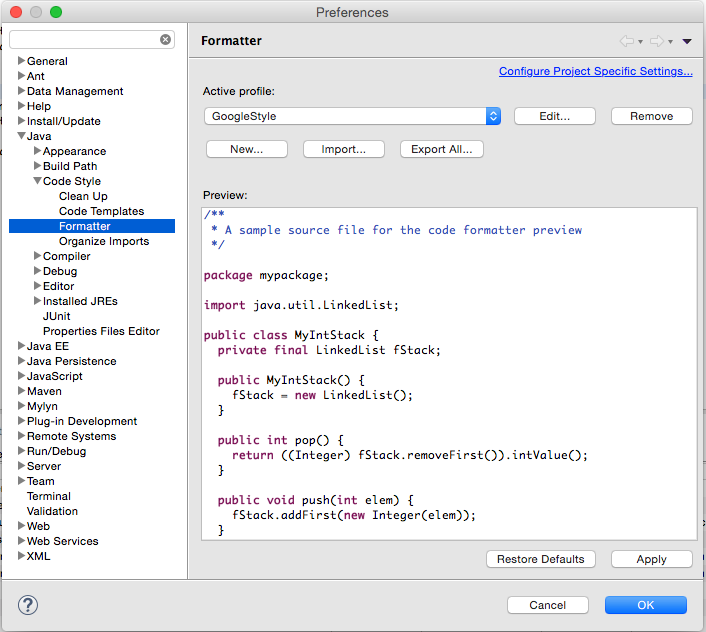 Preferences
Formatter
Configure Project Specific Settings...
General
Ant
Data Management
Help
Install/Update
Java
Appearance
Build Path
Code Style
Clean Up
Code Templates
Formatter
Organize Imports
Compiler
Debug
Editor
Installed JREs
JUnit
Properties Files Editor
Java EE
Java Persistence
JavaScript
Maven
Mylyn
Plug-in Development
Remote Systems
Run/Debug
Server
Team
Terminal
Validation
Web
Web Services
XML
Active profile:
GoogleStyle
Edit...
Remove
New...
Import...
Export All...
Preview:
/**
 * A sample source file for the code formatter preview
 */
package mypackage;
import java.util.LinkedList;
public class MyIntStack {
  private final LinkedList fStack;
  public MyIntStack() {
    fStack = new LinkedList();
  }
  public int pop() {
    return ((Integer) fStack.removeFirst()).intValue();
  }
  public void push(int elem) {
    fStack.addFirst(new Integer(elem));
  }
Restore Defaults
Apply
?
Cancel
OK